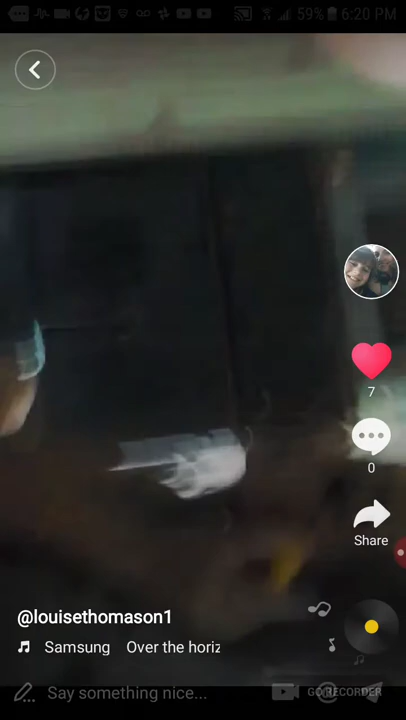 59% 6:20 PM
7
0
Share
@louisethomason1
Samsung Over the horiz
Say something nice...
GO RECORDER